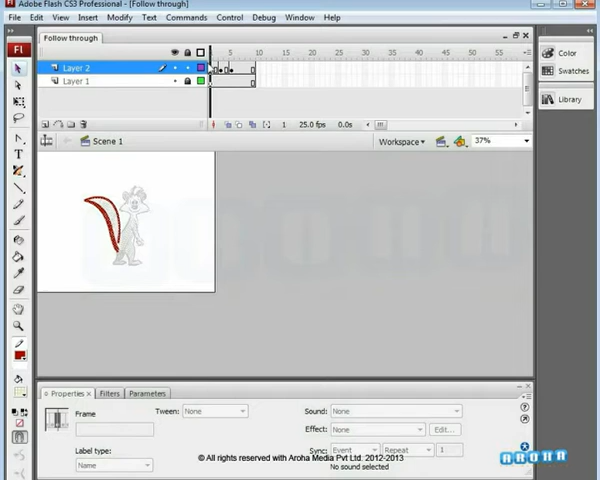 Adobe Flash CS3 Professional - [Follow through]
File Edit View Insert Modify Text Commands Control Debug Window Help
Follow through
5 10 15 20 25 30 35 40 45 50 55
Layer 2
Layer 1
1 25.0 fps 0.0s
Scene 1 Workspace 37%
Fl
T
Color
Swatches
Library
Properties × Filters Parameters
Frame Tween: None Sound: None
Effect: None Edit...
Label type: Sync: Event Repeat 1
Name No sound selected
© All rights reserved with Aroha Media Pvt Ltd. 2012-2013
AROHA